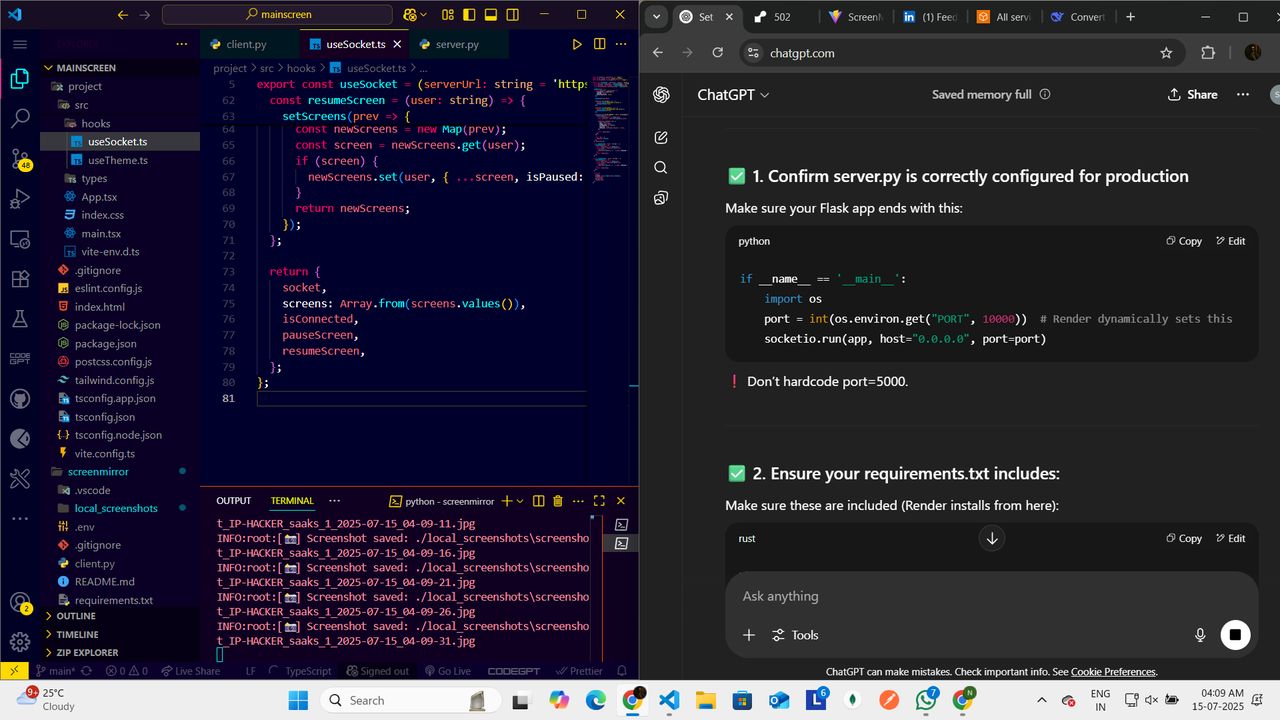 mainscreen
client.py
useSocket.ts
server.py
MAINSCREEN
project
src
hooks
useSocket.ts
useTheme.ts
types
App.tsx
index.css
main.tsx
vite-env.d.ts
.gitignore
eslint.config.js
index.html
package-lock.json
package.json
postcss.config.js
tailwind.config.js
tsconfig.app.json
tsconfig.json
tsconfig.node.json
vite.config.ts
screenmirror
.vscode
local_screenshots
.env
.gitignore
client.py
README.md
requirements.txt
OUTLINE
TIMELINE
ZIP EXPLORER
48
2
project > src > hooks > useSocket.ts > ...
5 export const useSocket = (serverUrl: string = 'https
62 const resumeScreen = (user: string) => {
63 setScreens(prev => {
64 const newScreens = new Map(prev);
65 const screen = newScreens.get(user);
66 if (screen) {
67 newScreens.set(user, { ...screen, isPaused:
68 }
69 return newScreens;
70 });
71 };
72
73 return {
74 socket,
75 screens: Array.from(screens.values()),
76 isConnected,
77 pauseScreen,
78 resumeScreen,
79 };
80 };
81
OUTPUT TERMINAL ... python - screenmirror
t_IP-HACKER_saaks_1_2025-07-15_04-09-11.jpg
INFO:root:[📷] Screenshot saved: ./local_screenshots\screensho
t_IP-HACKER_saaks_1_2025-07-15_04-09-16.jpg
INFO:root:[📷] Screenshot saved: ./local_screenshots\screensho
t_IP-HACKER_saaks_1_2025-07-15_04-09-21.jpg
INFO:root:[📷] Screenshot saved: ./local_screenshots\screensho
t_IP-HACKER_saaks_1_2025-07-15_04-09-26.jpg
INFO:root:[📷] Screenshot saved: ./local_screenshots\screensho
t_IP-HACKER_saaks_1_2025-07-15_04-09-31.jpg
main* 0 0 Live Share LF TypeScript Signed out Go Live CODEGPT Prettier
Set 502 ScreenM (1) Feed All servi Convert
chatgpt.com
ChatGPT Saved memory full Share
✅ 1. Confirm server.py is correctly configured for production
Make sure your Flask app ends with this:
python Copy Edit
if __name__ == '__main__':
import os
port = int(os.environ.get("PORT", 10000)) # Render dynamically sets this
socketio.run(app, host="0.0.0.0", port=port)
❗ Don't hardcode port=5000.
✅ 2. Ensure your requirements.txt includes:
Make sure these are included (Render installs from here):
rust Copy Edit
Ask anything
Tools
ChatGPT can make mistakes. Check important info. See Cookie Preferences.
9+ 25°C
Cloudy
Search
6
7
N
ENG
IN
04:09 AM
15-07-2025